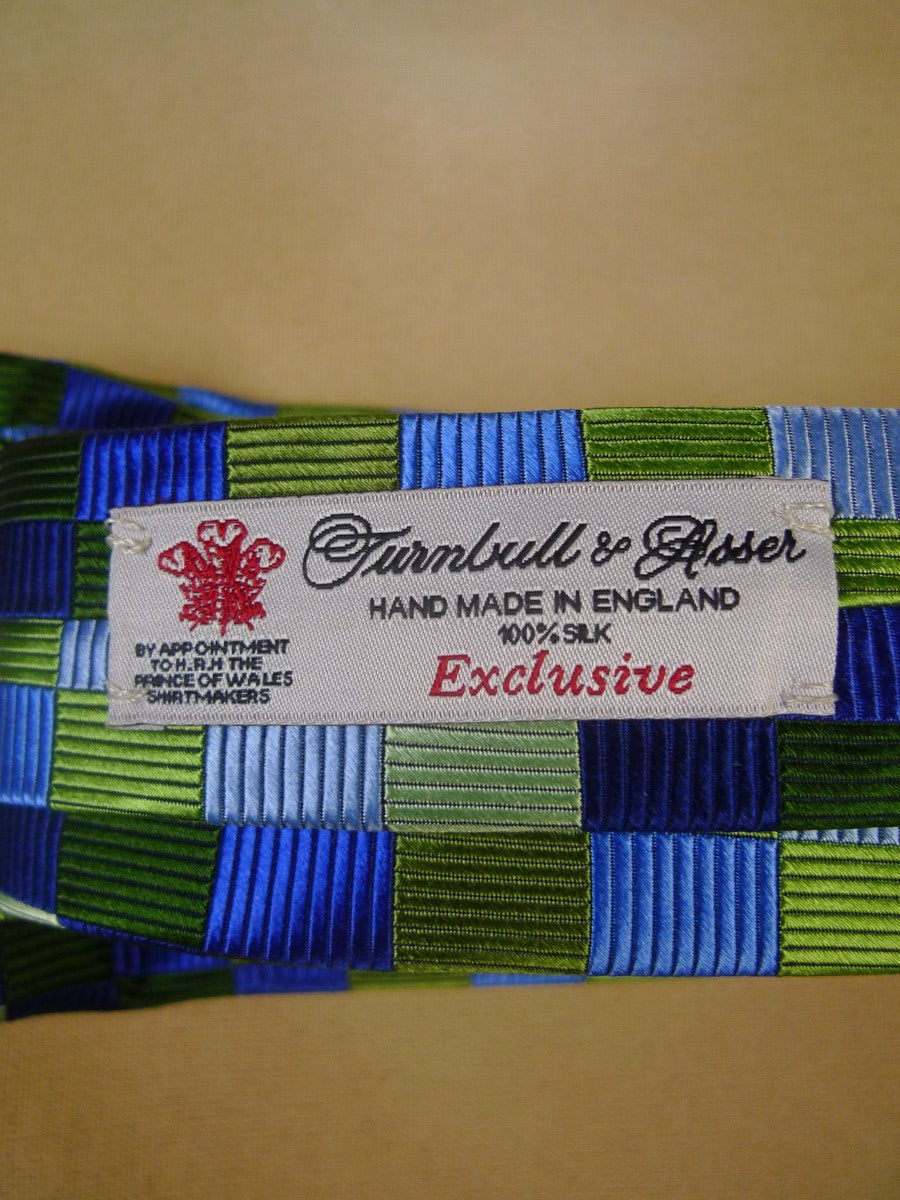 Turnbull & Asser
HAND MADE IN ENGLAND
100% SILK
Exclusive
BY APPOINTMENT
TO H.R.H THE
PRINCE OF WALES
SHIRTMAKERS